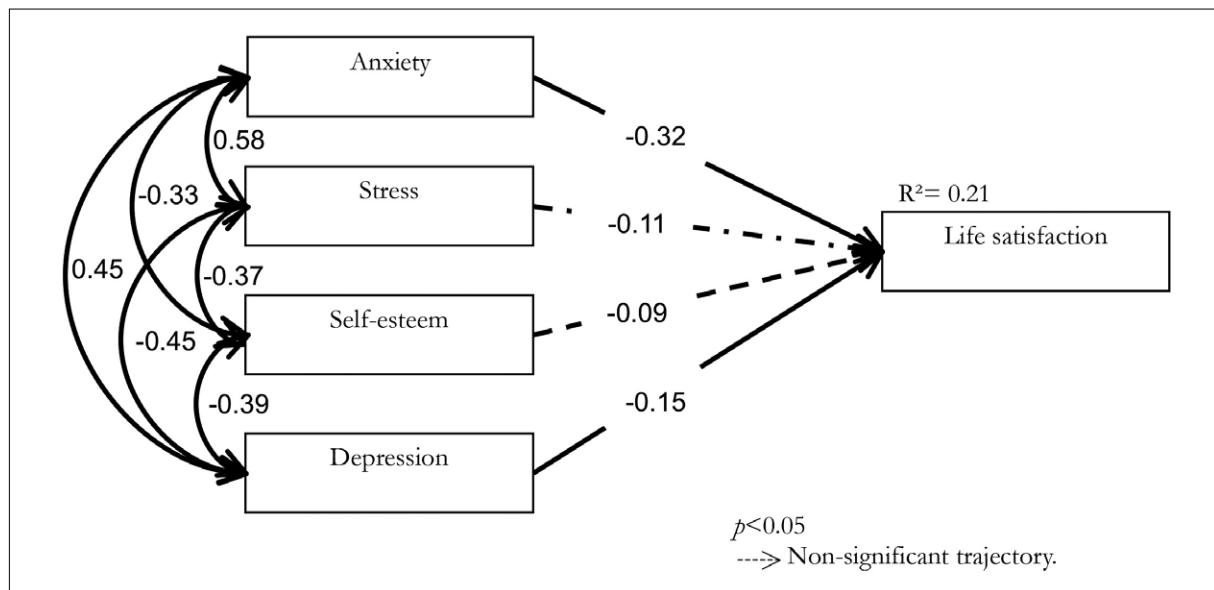 Anxiety
0.58
-0.32
-0.33
Stress
R²= 0.21
-0.11
Life satisfaction
0.45
-0.37
-0.09
Self-esteem
-0.45
-0.39
-0.15
Depression
p<0.05
Non-significant trajectory.